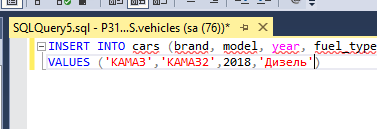 SQLQuery5.sql - P31...S.vehicles (sa (76))*
INSERT INTO cars (brand, model, year, fuel_type
VALUES ('КАМАЗ','КАМАЗ2',2018,'Дизель')